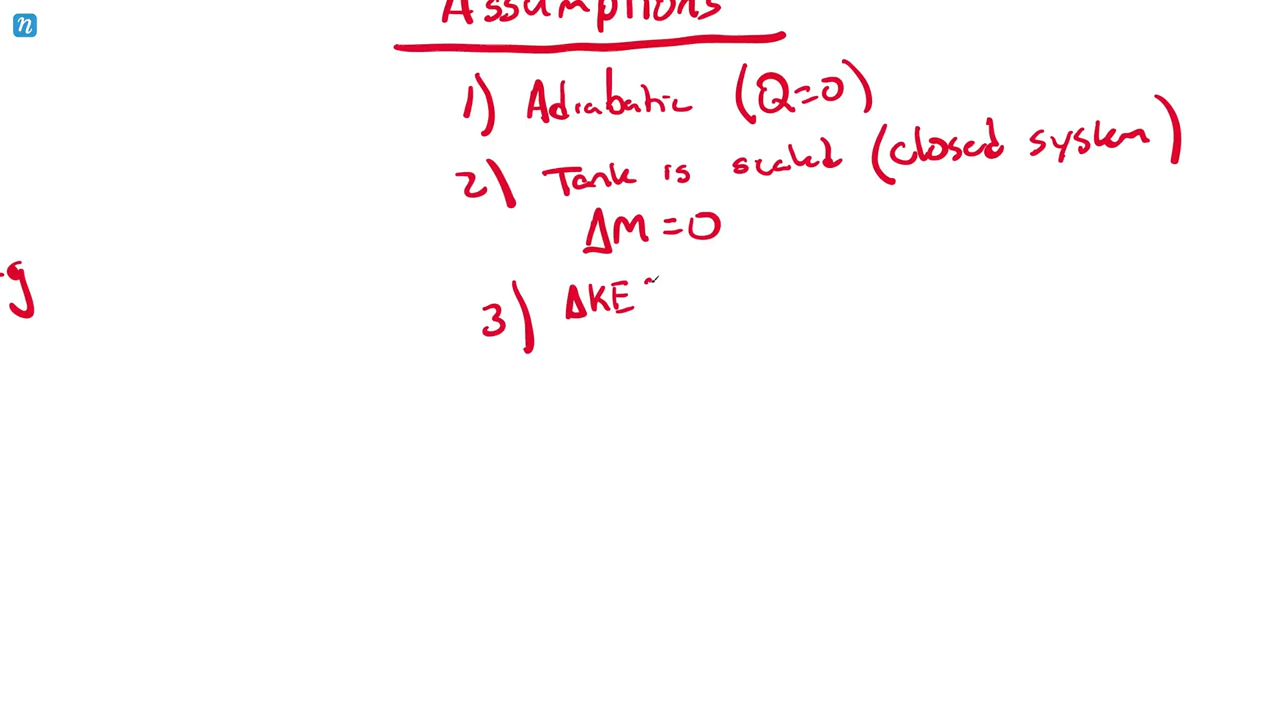 n
Assumptions
1) Adiabatic (Q=0)
2) Tank is sealed (closed system)
ΔM=0
g
3) ΔKE ~